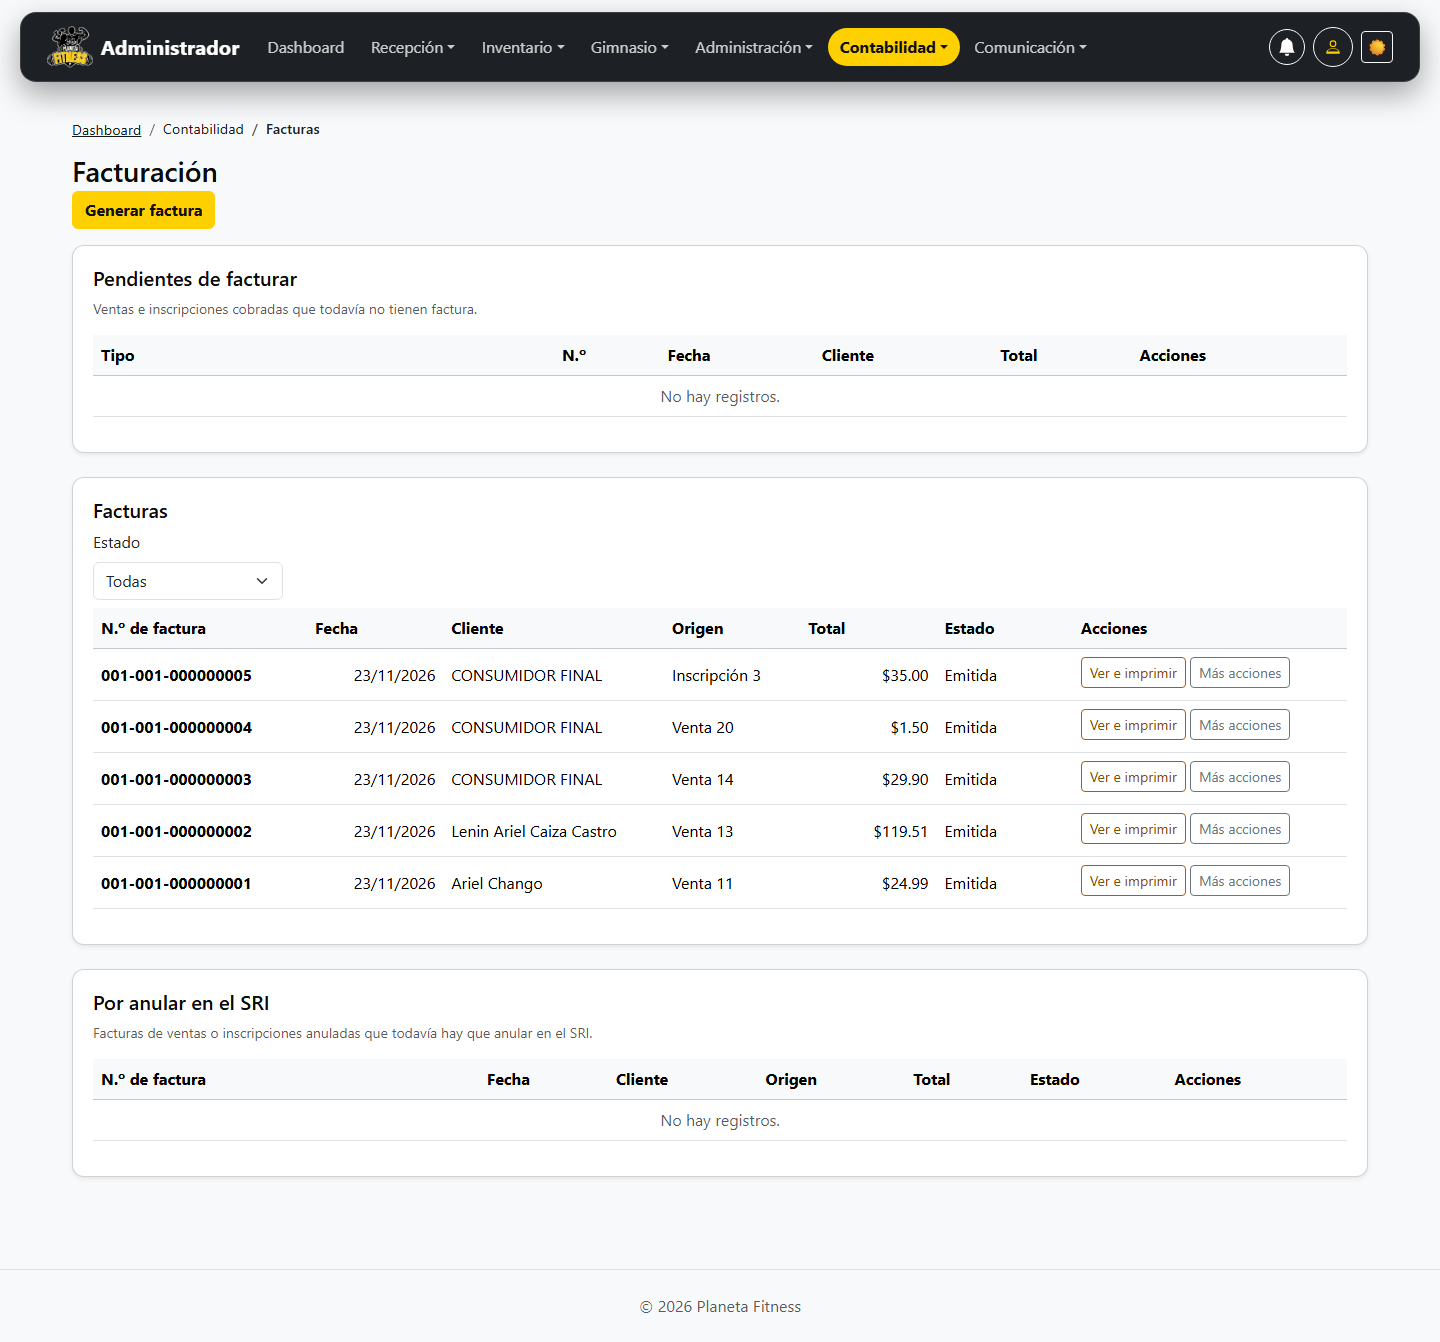 Administrador Dashboard Recepción Inventario Gimnasio Administración Contabilidad Comunicación
Dashboard / Contabilidad / Facturas
Facturación
Generar factura
Pendientes de facturar
Ventas e inscripciones cobradas que todavía no tienen factura.
Tipo N.º Fecha Cliente Total Acciones
No hay registros.
Facturas
Estado
Todas
N.º de factura Fecha Cliente Origen Total Estado Acciones
001-001-000000005 23/11/2026 CONSUMIDOR FINAL Inscripción 3 $35.00 Emitida Ver e imprimir Más acciones
001-001-000000004 23/11/2026 CONSUMIDOR FINAL Venta 20 $1.50 Emitida Ver e imprimir Más acciones
001-001-000000003 23/11/2026 CONSUMIDOR FINAL Venta 14 $29.90 Emitida Ver e imprimir Más acciones
001-001-000000002 23/11/2026 Lenin Ariel Caiza Castro Venta 13 $119.51 Emitida Ver e imprimir Más acciones
001-001-000000001 23/11/2026 Ariel Chango Venta 11 $24.99 Emitida Ver e imprimir Más acciones
Por anular en el SRI
Facturas de ventas o inscripciones anuladas que todavía hay que anular en el SRI.
N.º de factura Fecha Cliente Origen Total Estado Acciones
No hay registros.
© 2026 Planeta Fitness